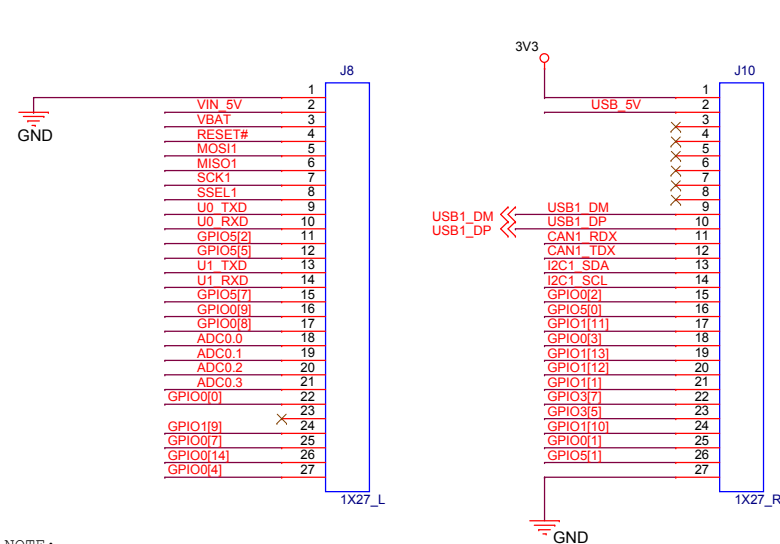 J8
GND
1
VIN_5V 2
VBAT 3
RESET# 4
MOSI1 5
MISO1 6
SCK1 7
SSEL1 8
U0_TXD 9
U0_RXD 10
GPIO5[2] 11
GPIO5[5] 12
U1_TXD 13
U1_RXD 14
GPIO5[7] 15
GPIO0[9] 16
GPIO0[8] 17
ADC0.0 18
ADC0.1 19
ADC0.2 20
ADC0.3 21
GPIO0[0] 22
23
GPIO1[9] 24
GPIO0[7] 25
GPIO0[14] 26
GPIO0[4] 27
1X27_L
3V3
J10
1
USB_5V 2
3
4
5
6
7
8
USB1_DM USB1_DM 9
USB1_DP USB1_DP 10
CAN1_RDX 11
CAN1_TDX 12
I2C1_SDA 13
I2C1_SCL 14
GPIO0[2] 15
GPIO5[0] 16
GPIO1[11] 17
GPIO0[3] 18
GPIO1[13] 19
GPIO1[12] 20
GPIO1[1] 21
GPIO3[7] 22
GPIO3[5] 23
GPIO1[10] 24
GPIO0[1] 25
GPIO5[1] 26
27
1X27_R
GND
NOTE: